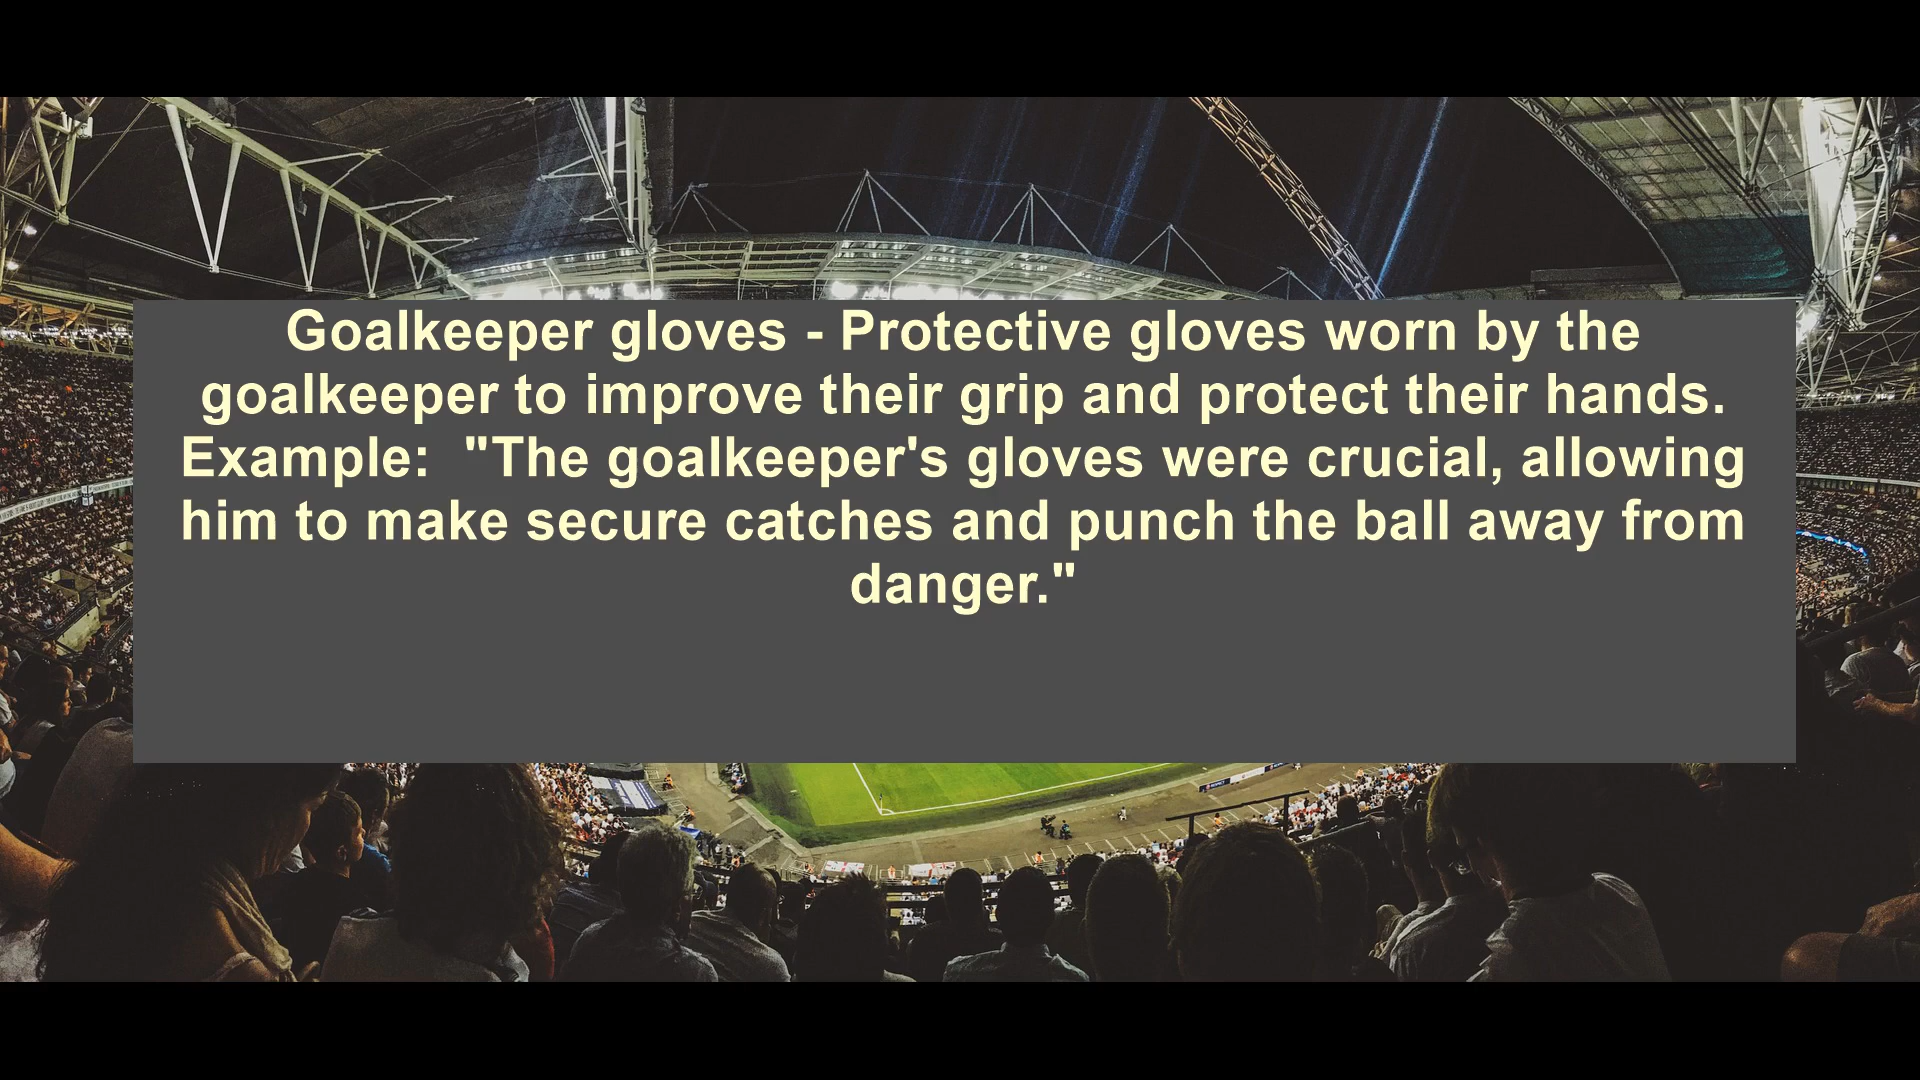 Goalkeeper gloves - Protective gloves worn by the
goalkeeper to improve their grip and protect their hands.
Example:  "The goalkeeper's gloves were crucial, allowing
him to make secure catches and punch the ball away from
danger."